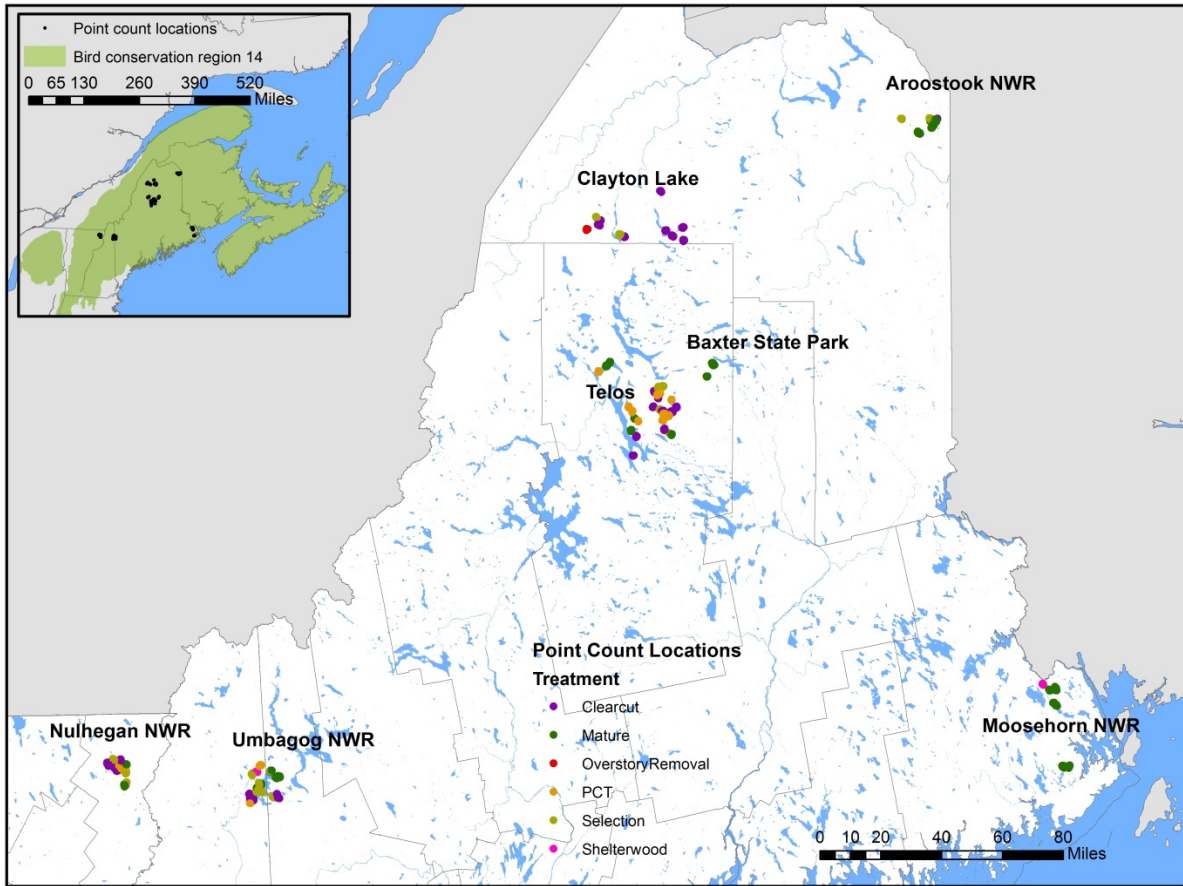 Point count locations
Bird conservation region 14
0 65 130 260 390 520
Miles
Aroostook NWR
Clayton Lake
Baxter State Park
Telos
Point Count Locations
Treatment
Clearcut
Mature
OverstoryRemoval
PCT
Selection
Shelterwood
Nulhegan NWR
Umbagog NWR
Moosehorn NWR
0 10 20 40 60 80
Miles